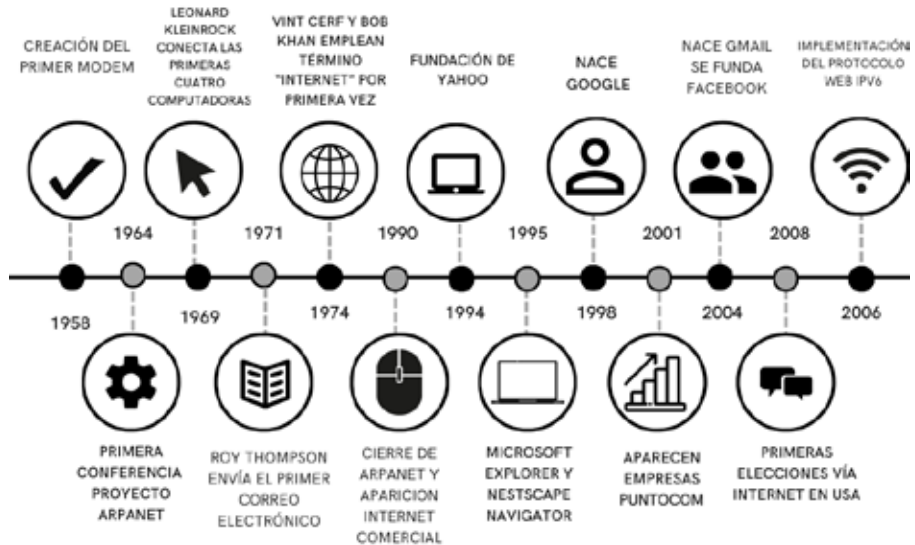 CREACIÓN DEL
PRIMER MODEM
LEONARD
KLEINROCK
CONECTA LAS
PRIMERAS
CUATRO
COMPUTADORAS
VINT CERF Y BOB
KHAN EMPLEAN
TÉRMINO
"INTERNET" POR
PRIMERA VEZ
FUNDACIÓN DE
YAHOO
NACE
GOOGLE
NACE GMAIL
SE FUNDA
FACEBOOK
IMPLEMENTACIÓN
DEL PROTOCOLO
WEB IPV6
1964
1971
1990
1995
2001
2008
1958
1969
1974
1994
1998
2004
2006
PRIMERA
CONFERENCIA
PROYECTO
ARPANET
ROY THOMPSON
ENVÍA EL PRIMER
CORREO
ELECTRÓNICO
CIERRE DE
ARPANET Y
APARICION
INTERNET
COMERCIAL
MICROSOFT
EXPLORER Y
NESTSCAPE
NAVIGATOR
APARECEN
EMPRESAS
PUNTOCOM
PRIMERAS
ELECCIONES VÍA
INTERNET EN USA